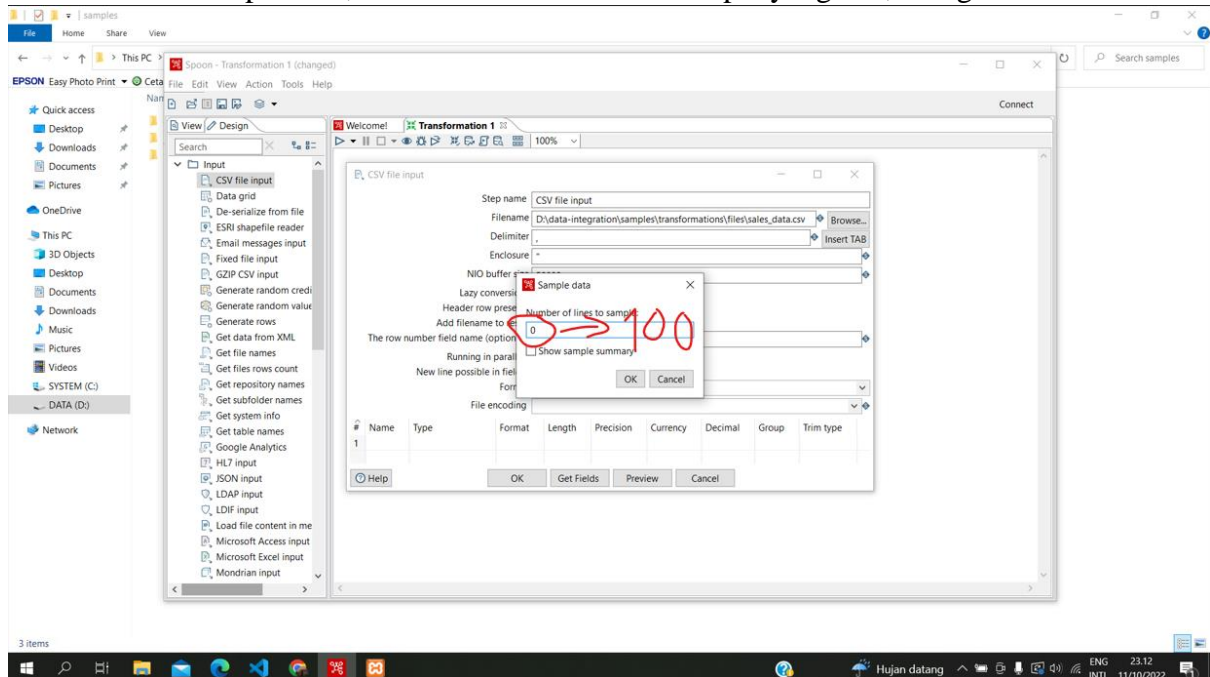 samples
File Home Share View
This PC
Search samples
EPSON Easy Photo Print
Quick access
Desktop
Downloads
Documents
Pictures
OneDrive
This PC
3D Objects
Desktop
Documents
Downloads
Music
Pictures
Videos
SYSTEM (C:)
DATA (D:)
Network
3 items
Spoon - Transformation 1 (changed)
File Edit View Action Tools Help
Connect
View Design
Search
Input
CSV file input
Data grid
De-serialize from file
ESRI shapefile reader
Email messages input
Fixed file input
GZIP CSV input
Generate random credi
Generate random value
Generate rows
Get data from XML
Get file names
Get files rows count
Get repository names
Get subfolder names
Get system info
Get table names
Google Analytics
HL7 input
JSON input
LDAP input
LDIF input
Load file content in me
Microsoft Access input
Microsoft Excel input
Mondrian input
Welcome! Transformation 1
100%
CSV file input
Step name CSV file input
Filename D:\data-integration\samples\transformations\files\sales_data.csv Browse...
Delimiter , Insert TAB
Enclosure "
NIO buffer size
Lazy conversi
Header row prese
Add filename to res
The row number field name (option
Running in parall
New line possible in fiel
Form
File encoding
# Name Type Format Length Precision Currency Decimal Group Trim type
1
Help OK Get Fields Preview Cancel
Sample data
Number of lines to sample:
0 → 100
Show sample summary
OK Cancel
Hujan datang
ENG 23.12
INTL 11/10/2022